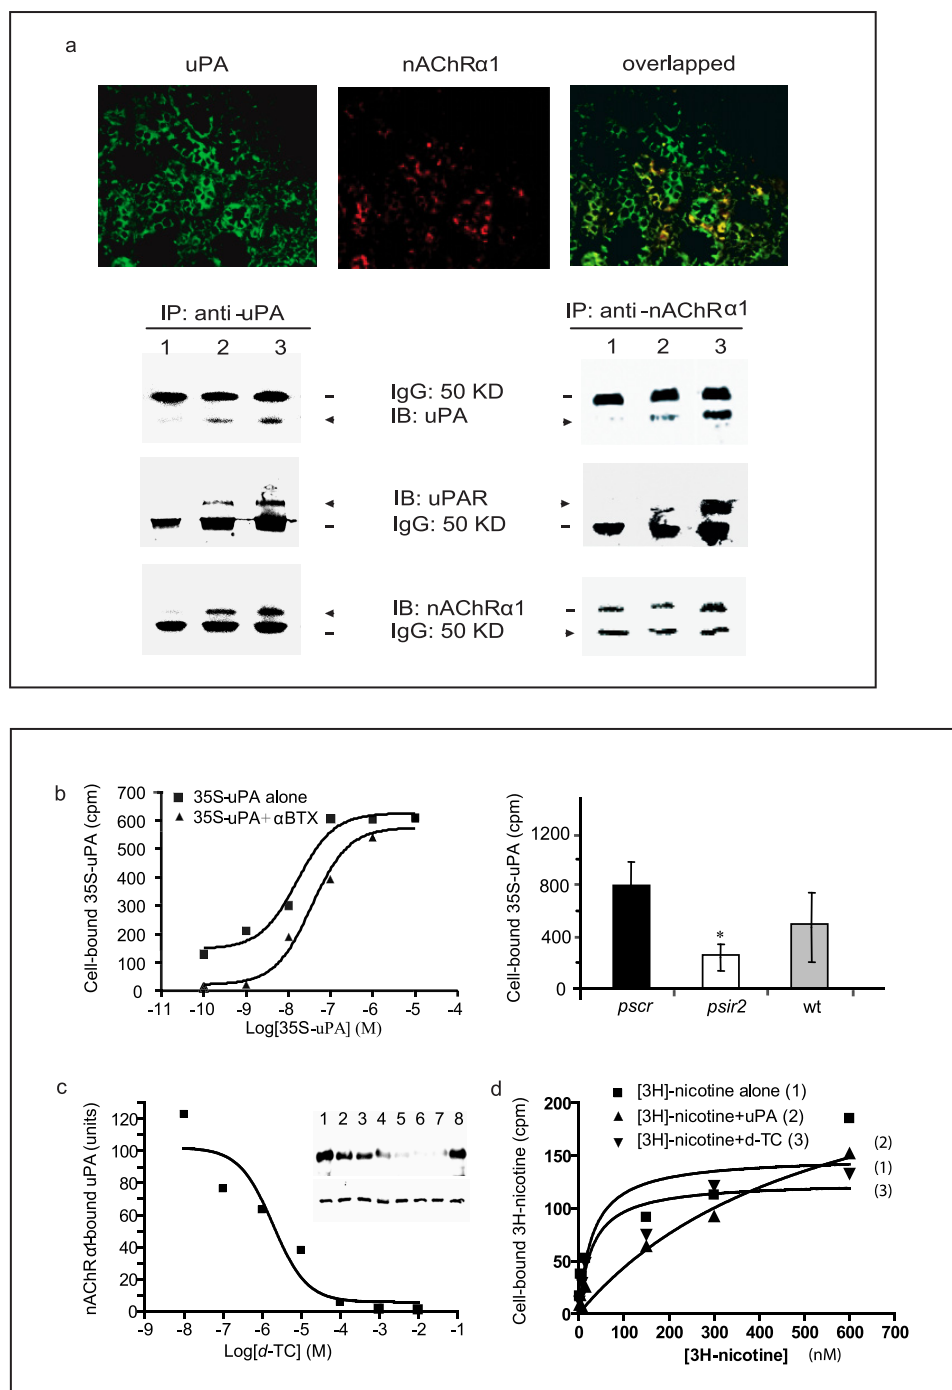 a
uPA
nAChRα1
overlapped
IP: anti-uPA
IP: anti-nAChRα1
1 2 3
1 2 3
IgG: 50 KD
IB: uPA
IB: uPAR
IgG: 50 KD
IB: nAChRα1
IgG: 50 KD
b
35S-uPA alone
35S-uPA+αBTX
Cell-bound 35S-uPA (cpm)
700
600
500
400
300
200
100
0
-11 -10 -9 -8 -7 -6 -5 -4
Log[35S-uPA] (M)
Cell-bound 35S-uPA (cpm)
1200
800
400
0
*
pscr psir2 wt
c
nAChR α1-bound uPA (units)
120
100
80
60
40
20
0
1 2 3 4 5 6 7 8
-9 -8 -7 -6 -5 -4 -3 -2 -1
Log[d-TC] (M)
d
[3H]-nicotine alone (1)
[3H]-nicotine+uPA (2)
[3H]-nicotine+d-TC (3)
Cell-bound 3H-nicotine (cpm)
200
150
100
50
0
(2)
(1)
(3)
0 100 200 300 400 500 600 700
[3H-nicotine] (nM)